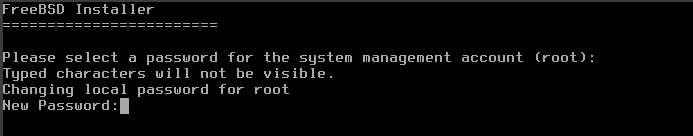 FreeBSD Installer
========================
Please select a password for the system management account (root):
Typed characters will not be visible.
Changing local password for root
New Password: